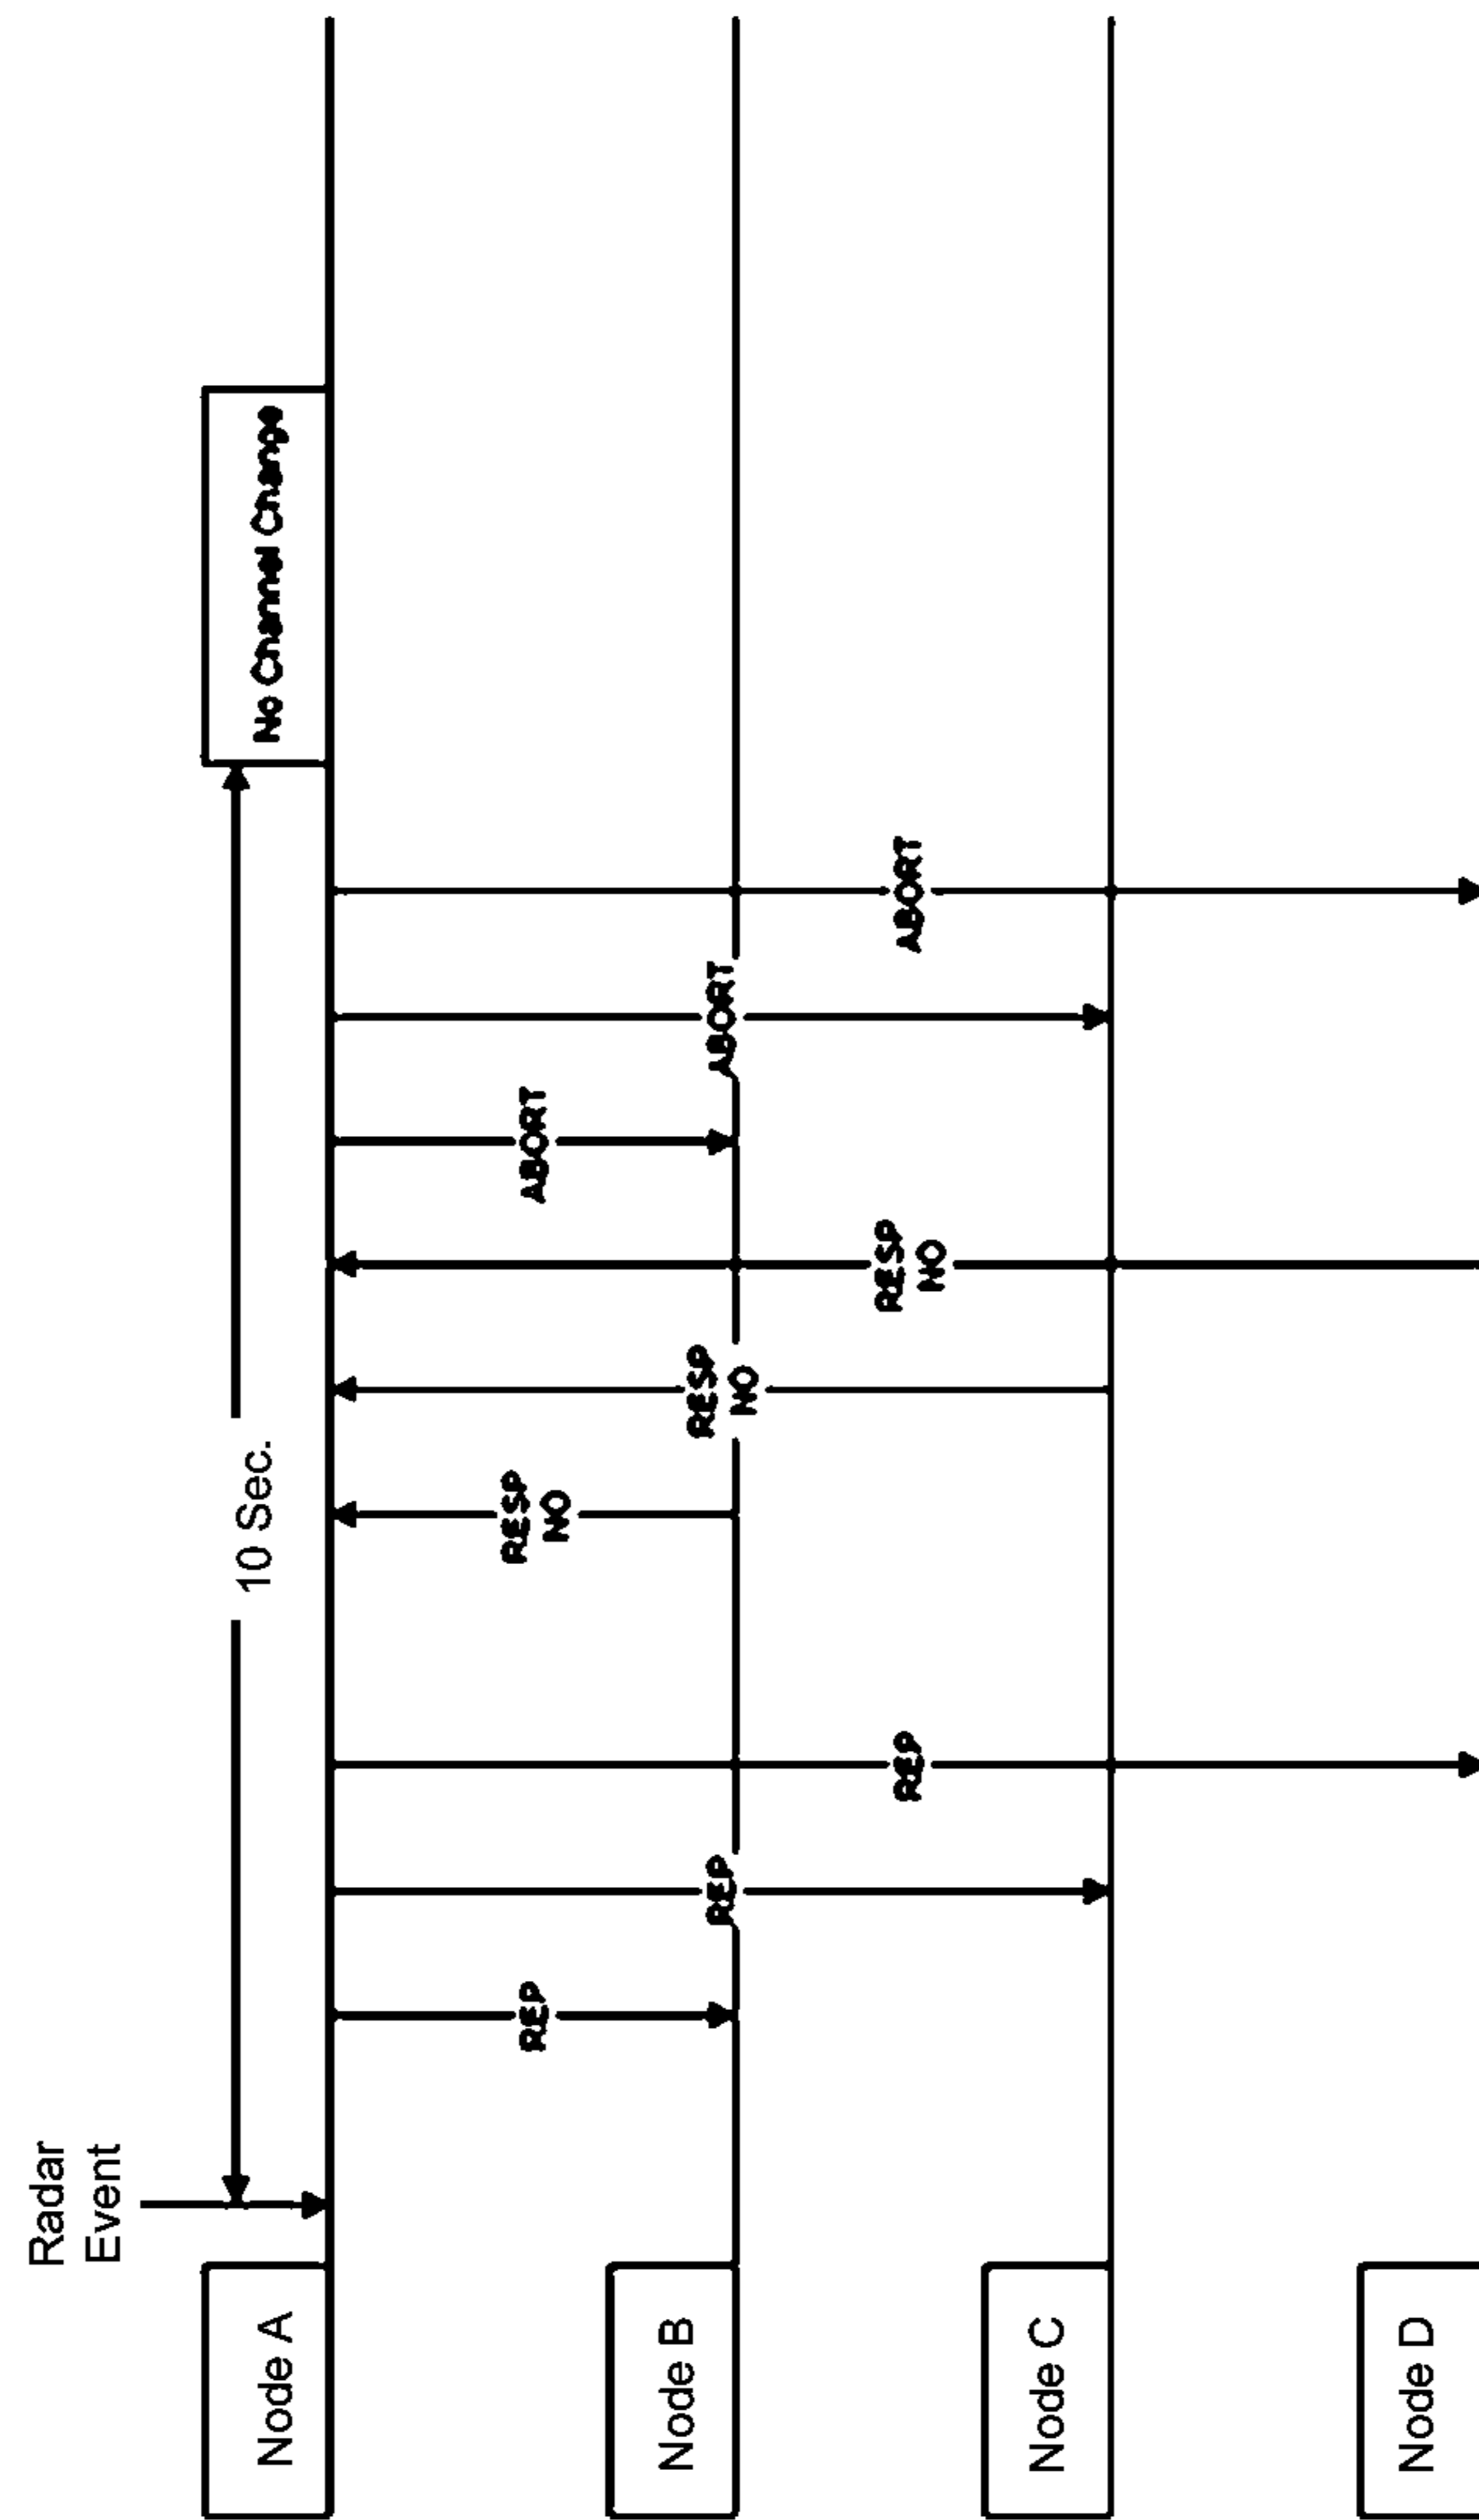 Radar
Event
10 Sec.
Node A
No Channel Change
REP
RESP
NO
ABORT
Node B
REP
RESP
NO
ABORT
Node C
REP
RESP
NO
ABORT
Node D